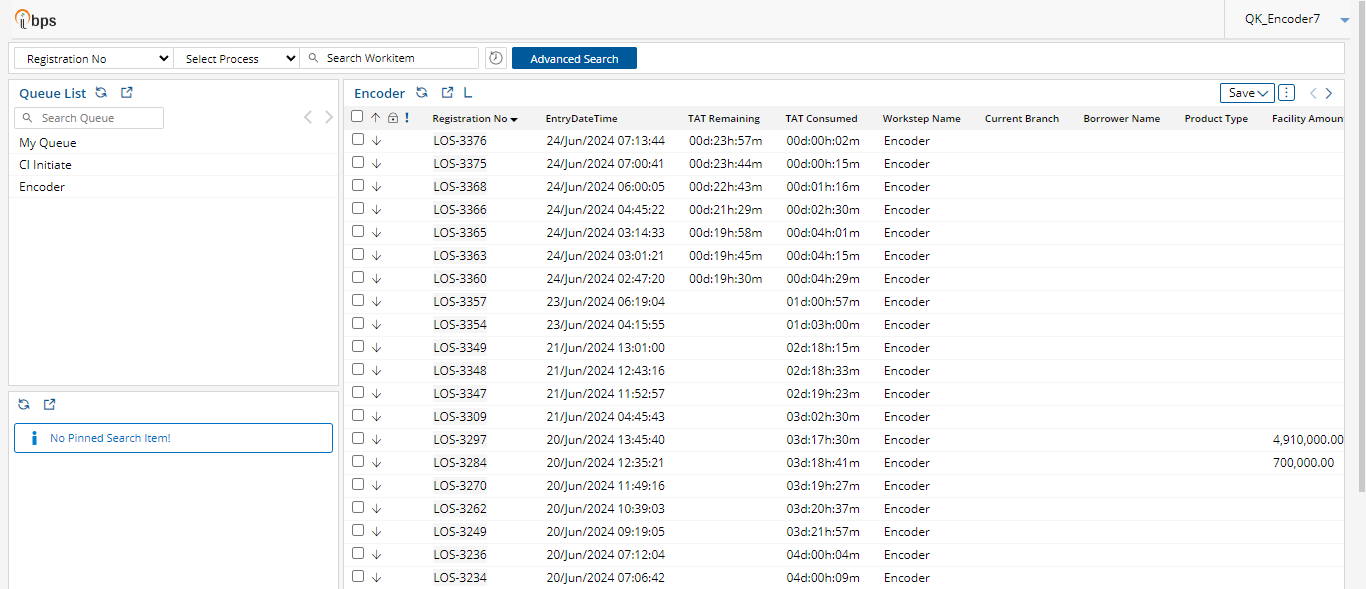 ibps
QK_Encoder7
Registration No Select Process Search Workitem Advanced Search
Queue List
Search Queue
My Queue
CI Initiate
Encoder
No Pinned Search Item!
Encoder L Save
! Registration No EntryDateTime TAT Remaining TAT Consumed Workstep Name Current Branch Borrower Name Product Type Facility Amoun
LOS-3376 24/Jun/2024 07:13:44 00d:23h:57m 00d:00h:02m Encoder
LOS-3375 24/Jun/2024 07:00:41 00d:23h:44m 00d:00h:15m Encoder
LOS-3368 24/Jun/2024 06:00:05 00d:22h:43m 00d:01h:16m Encoder
LOS-3366 24/Jun/2024 04:45:22 00d:21h:29m 00d:02h:30m Encoder
LOS-3365 24/Jun/2024 03:14:33 00d:19h:58m 00d:04h:01m Encoder
LOS-3363 24/Jun/2024 03:01:21 00d:19h:45m 00d:04h:15m Encoder
LOS-3360 24/Jun/2024 02:47:20 00d:19h:30m 00d:04h:29m Encoder
LOS-3357 23/Jun/2024 06:19:04 01d:00h:57m Encoder
LOS-3354 23/Jun/2024 04:15:55 01d:03h:00m Encoder
LOS-3349 21/Jun/2024 13:01:00 02d:18h:15m Encoder
LOS-3348 21/Jun/2024 12:43:16 02d:18h:33m Encoder
LOS-3347 21/Jun/2024 11:52:57 02d:19h:23m Encoder
LOS-3309 21/Jun/2024 04:45:43 03d:02h:30m Encoder
LOS-3297 20/Jun/2024 13:45:40 03d:17h:30m Encoder 4,910,000.00
LOS-3284 20/Jun/2024 12:35:21 03d:18h:41m Encoder 700,000.00
LOS-3270 20/Jun/2024 11:49:16 03d:19h:27m Encoder
LOS-3262 20/Jun/2024 10:39:03 03d:20h:37m Encoder
LOS-3249 20/Jun/2024 09:19:05 03d:21h:57m Encoder
LOS-3236 20/Jun/2024 07:12:04 04d:00h:04m Encoder
LOS-3234 20/Jun/2024 07:06:42 04d:00h:09m Encoder